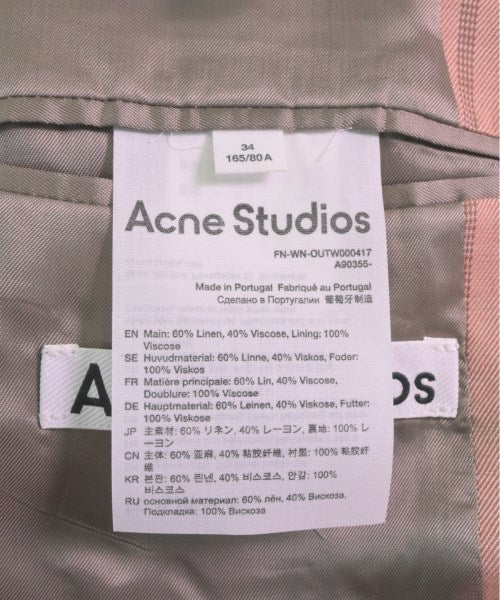 34
165/80A
Acne Studios
FN-WN-OUTW000417
A90355-
Made in Portugal Fabriqué au Portugal
Сделано в Португалии 葡萄牙制造
EN Main: 60% Linen, 40% Viscose, Lining: 100%
Viscose
SE Huvudmaterial: 60% Linne, 40% Viskos, Foder:
100% Viskos
FR Matière principale: 60% Lin, 40% Viscose,
Doublure: 100% Viscose
DE Hauptmaterial: 60% Leinen, 40% Viskose, Futter:
100% Viskose
JP 主素材: 60% リネン, 40% レーヨン, 裏地: 100% レ
ーヨン
CN 主体: 60% 亚麻, 40% 粘胶纤维, 衬里: 100% 粘胶纤
维
KR 본판: 60% 린넨, 40% 비스코스, 안감: 100%
비스코스
RU основной материал: 60% лён, 40% Вискоза,
Подкладка: 100% Вискоза
A
os